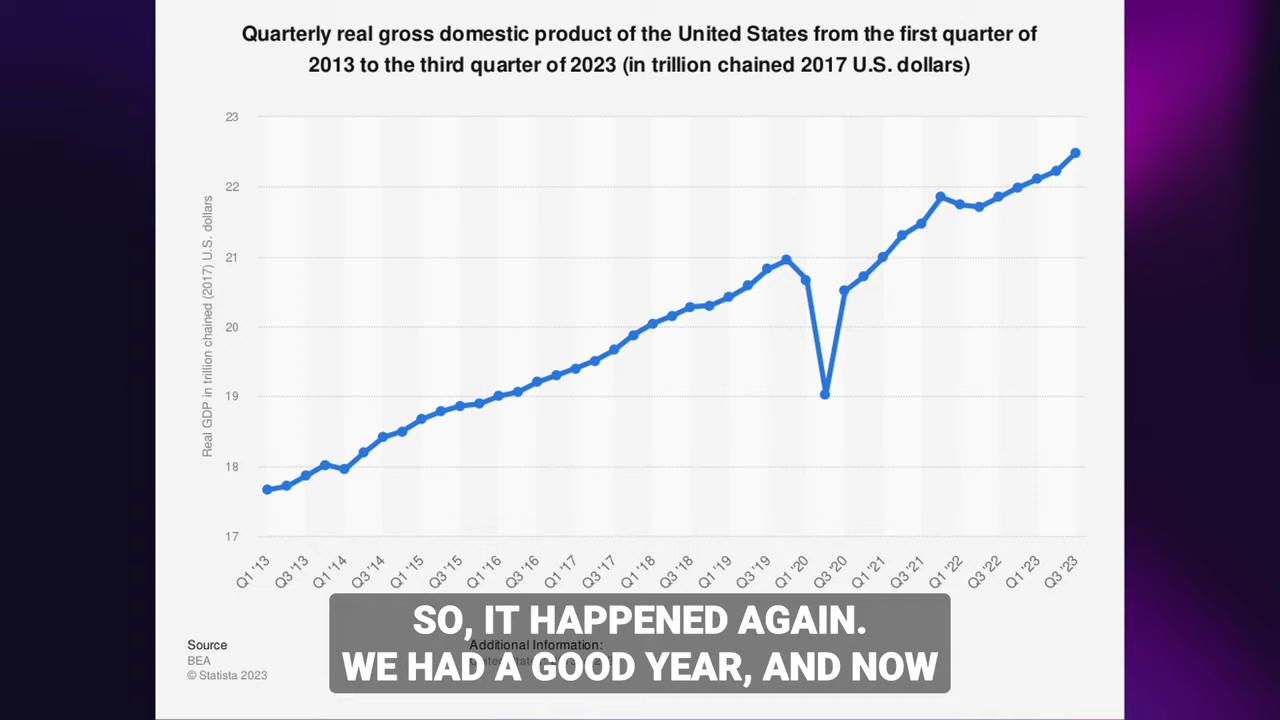 Quarterly real gross domestic product of the United States from the first quarter of
2013 to the third quarter of 2023 (in trillion chained 2017 U.S. dollars)
Real GDP in trillion chained (2017) U.S. dollars
23
22
21
20
19
18
17
Q1 '13
Q3 '13
Q1 '14
Q3 '14
Q1 '15
Q3 '15
Q1 '16
Q3 '16
Q1 '17
Q3 '17
Q1 '18
Q3 '18
Q1 '19
Q3 '19
Q1 '20
Q3 '20
Q1 '21
Q3 '21
Q1 '22
Q3 '22
Q1 '23
Q3 '23
Source
BEA
© Statista 2023
Additional Information:
SO, IT HAPPENED AGAIN.
WE HAD A GOOD YEAR, AND NOW